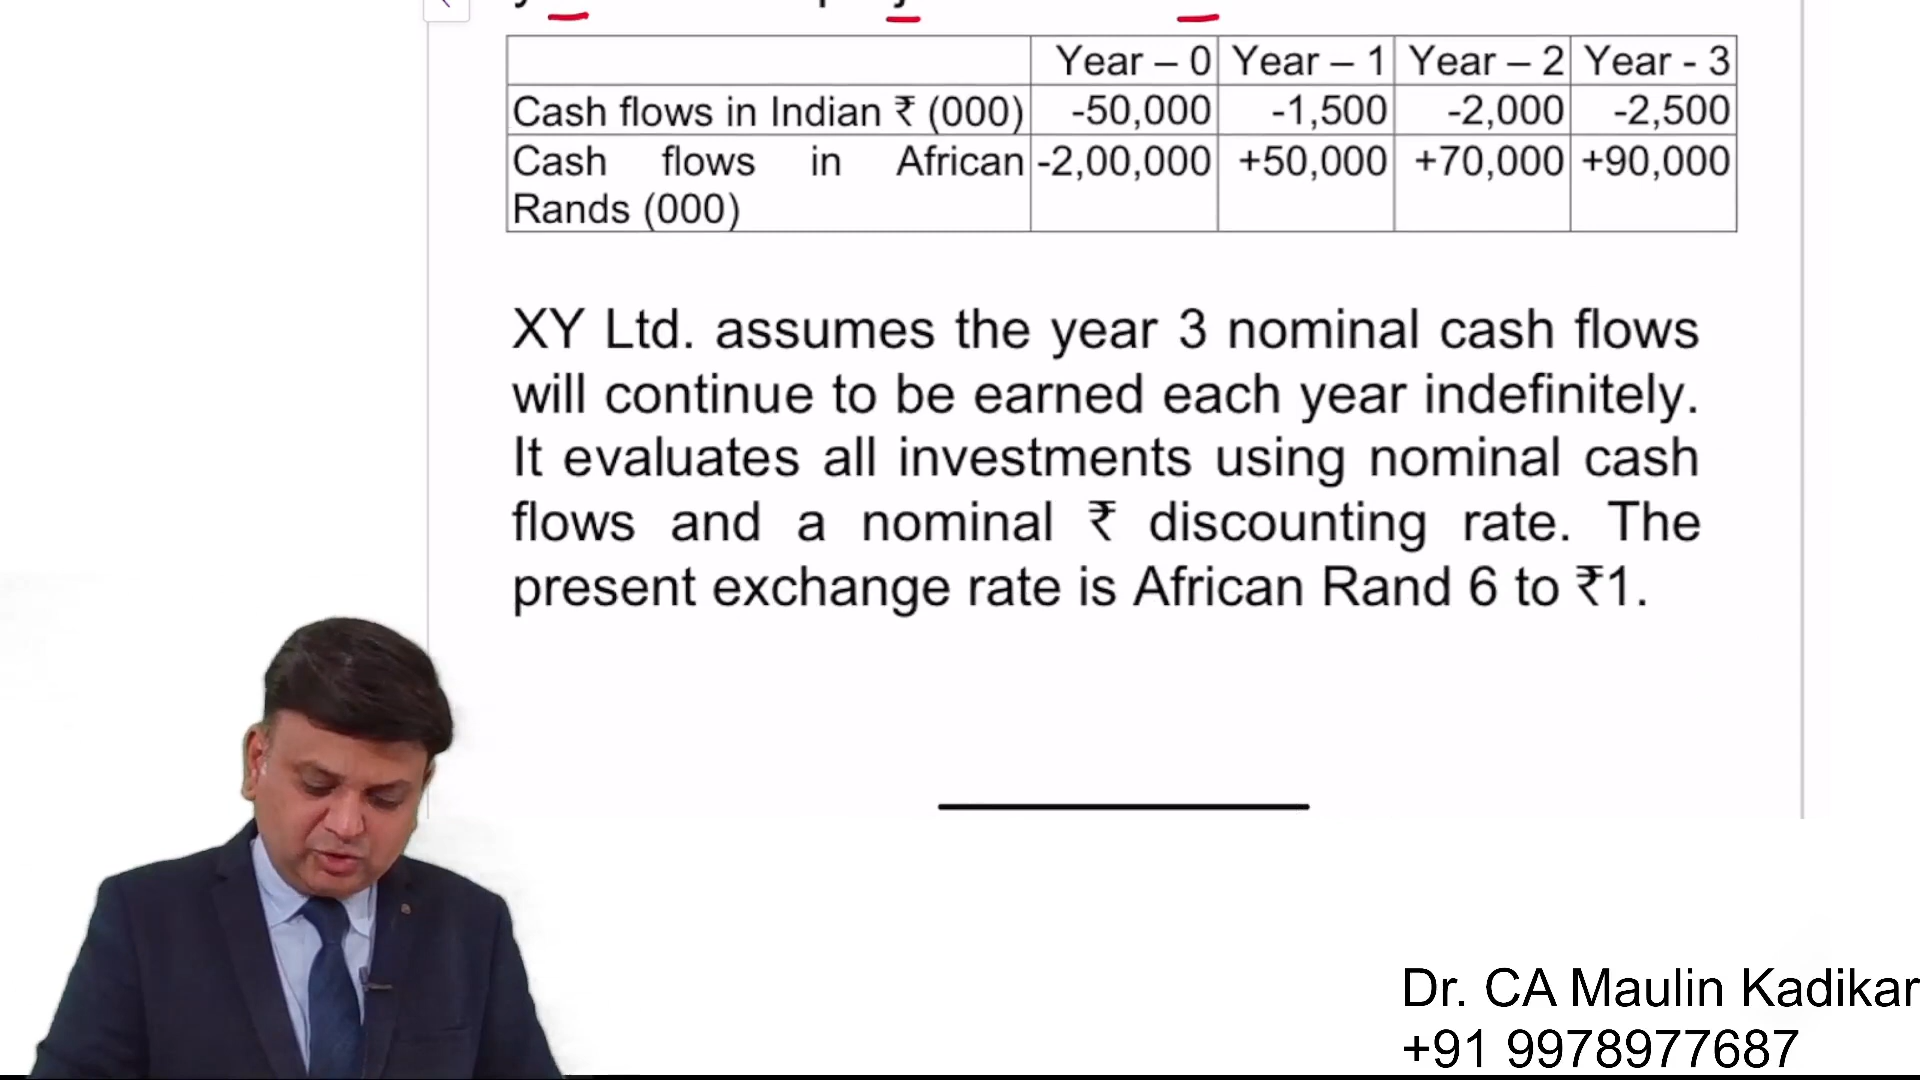 Year – 0 Year – 1 Year – 2 Year - 3
Cash flows in Indian ₹ (000) -50,000 -1,500 -2,000 -2,500
Cash flows in African -2,00,000 +50,000 +70,000 +90,000
Rands (000)
XY Ltd. assumes the year 3 nominal cash flows
will continue to be earned each year indefinitely.
It evaluates all investments using nominal cash
flows and a nominal ₹ discounting rate. The
present exchange rate is African Rand 6 to ₹1.
Dr. CA Maulin Kadikar
+91 9978977687